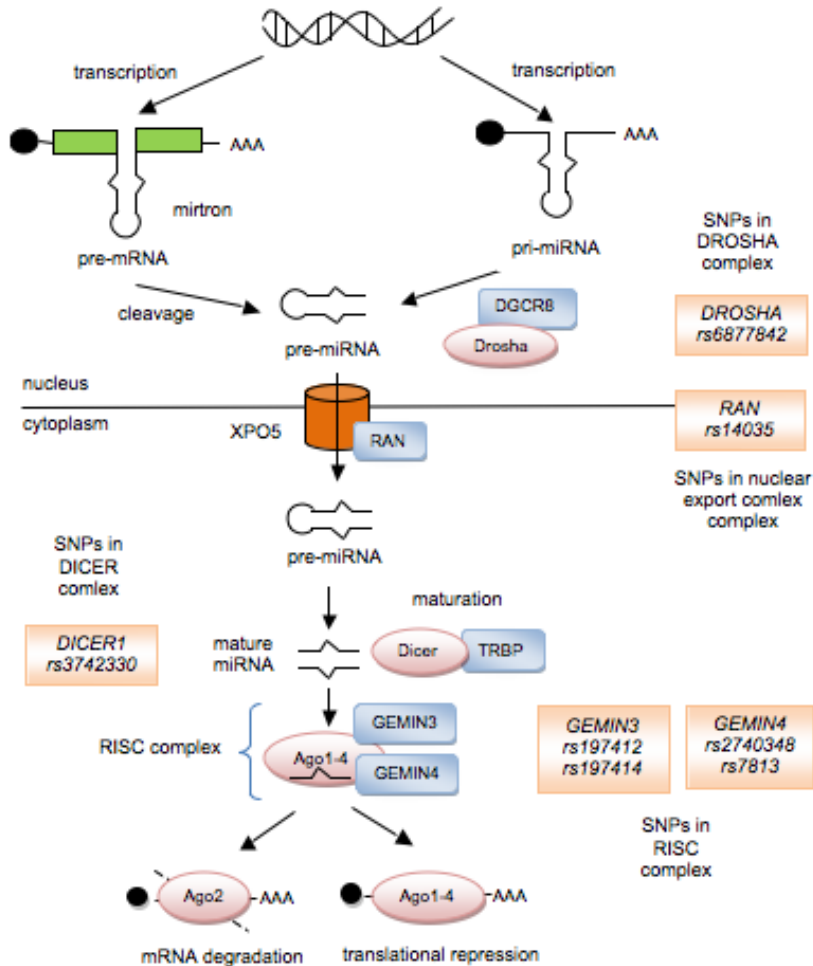 transcription
transcription
AAA
AAA
mirtron
pre-mRNA
pri-miRNA
SNPs in
DROSHA
complex
cleavage
pre-miRNA
DGCR8
Drosha
DROSHA
rs6877842
nucleus
cytoplasm
XPO5
RAN
RAN
rs14035
SNPs in nuclear
export comlex
complex
pre-miRNA
SNPs in
DICER
comlex
maturation
DICER1
rs3742330
mature
miRNA
Dicer
TRBP
RISC complex
GEMIN3
Ago1-4
GEMIN4
GEMIN3
rs197412
rs197414
GEMIN4
rs2740348
rs7813
SNPs in
RISC
complex
Ago2
AAA
Ago1-4
AAA
mRNA degradation
translational repression